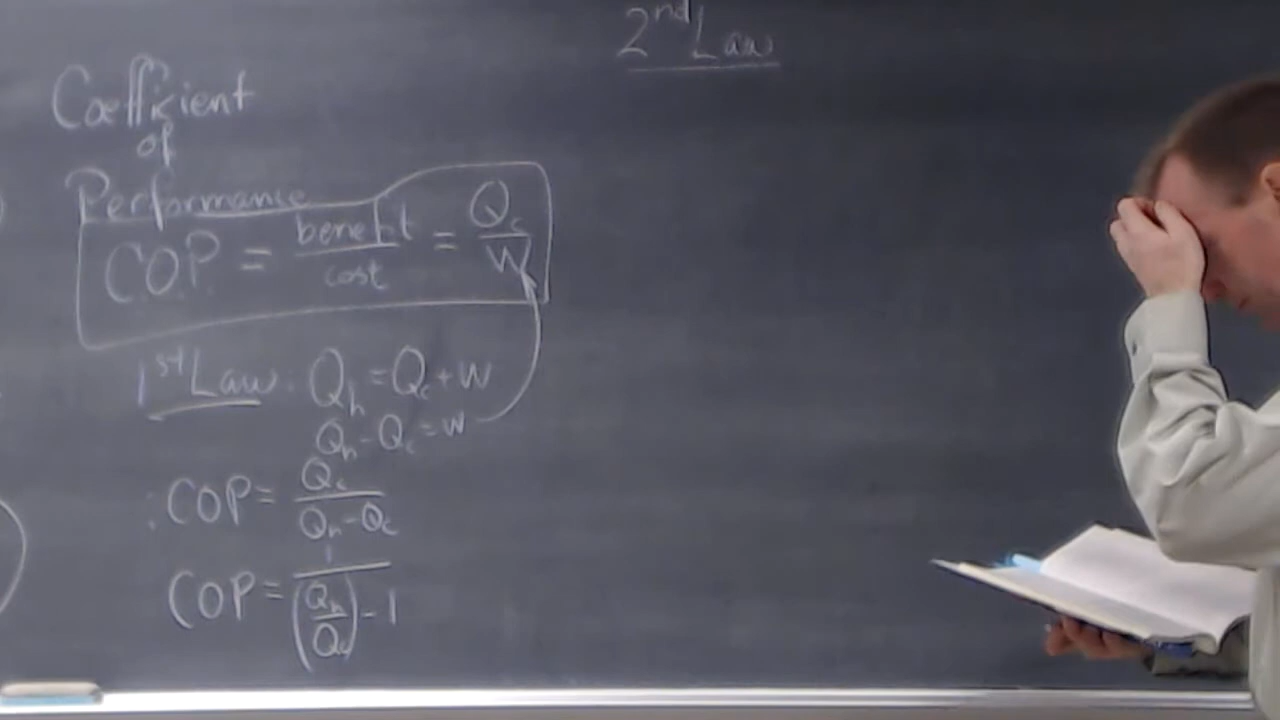 2nd Law
Coefficient
of
Performance
COP = benefit/cost = Qc/W
1st Law. Qh = Qc + W
Qh - Qc = W
: COP = Qc/(Qh - Qc)
COP = 1/((Qh/Qc) - 1)